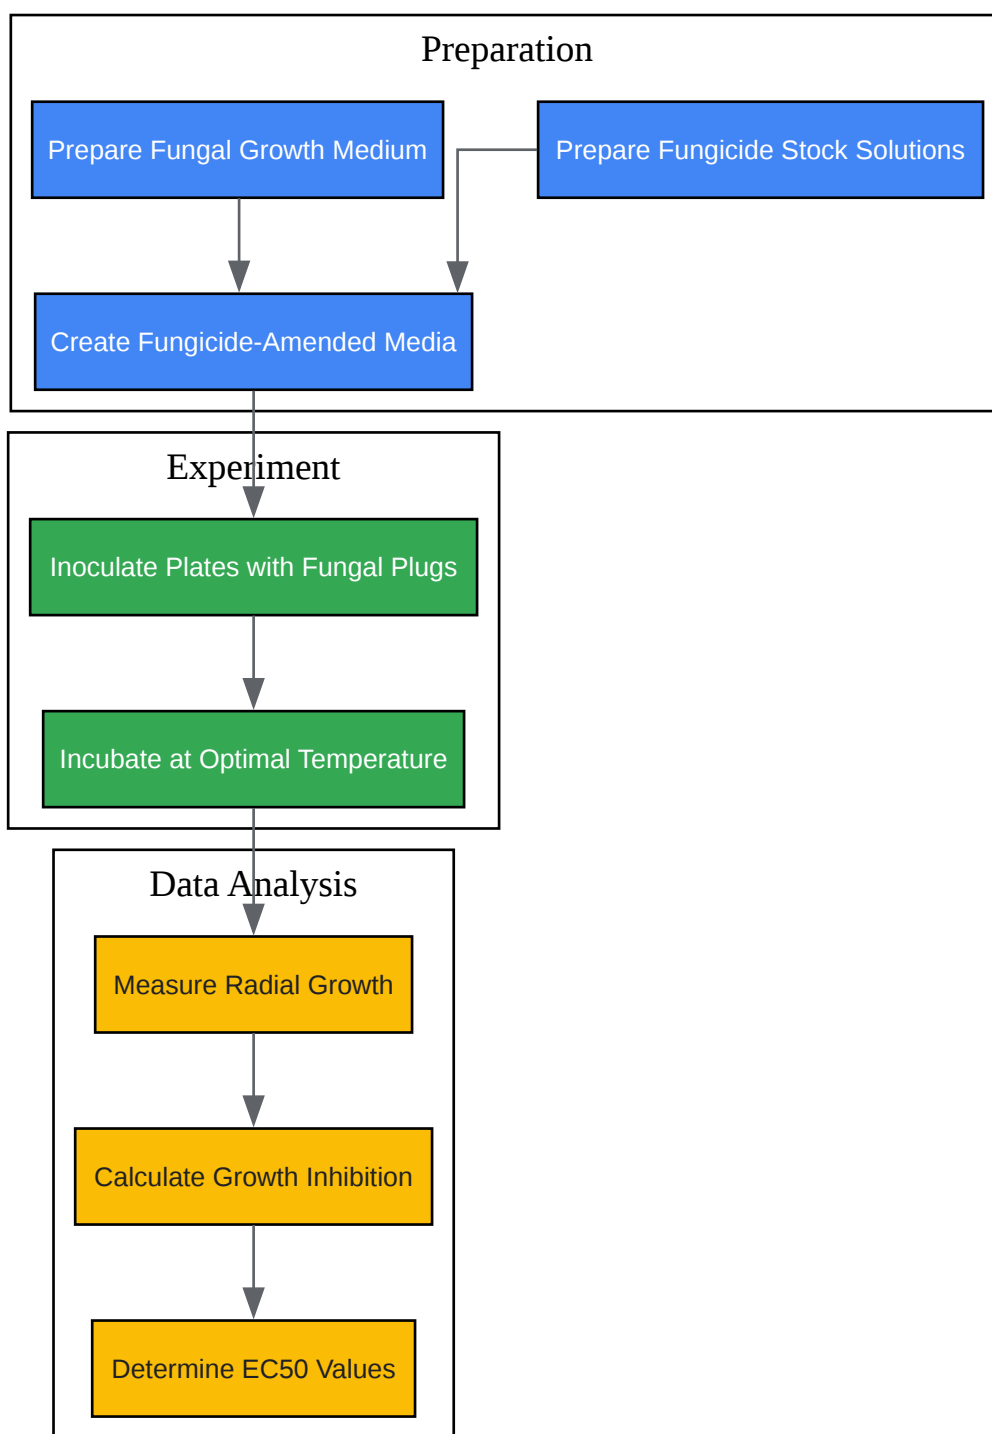 Preparation
Prepare Fungal Growth Medium
Prepare Fungicide Stock Solutions
Create Fungicide-Amended Media
Experiment
Inoculate Plates with Fungal Plugs
Incubate at Optimal Temperature
Data Analysis
Measure Radial Growth
Calculate Growth Inhibition
Determine EC50 Values